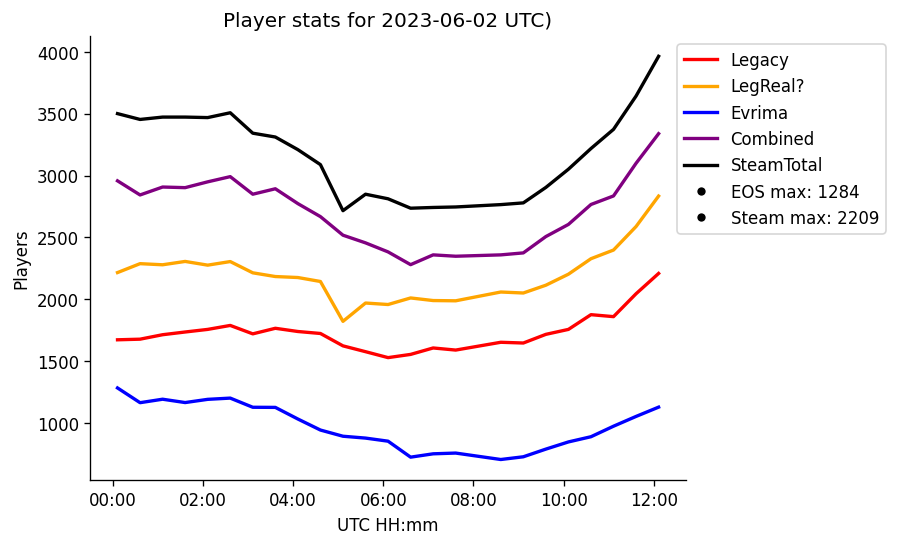 Player stats for 2023-06-02 UTC)
Players
4000
3500
3000
2500
2000
1500
1000
00:00 02:00 04:00 06:00 08:00 10:00 12:00
UTC HH:mm
Legacy
LegReal?
Evrima
Combined
SteamTotal
EOS max: 1284
Steam max: 2209